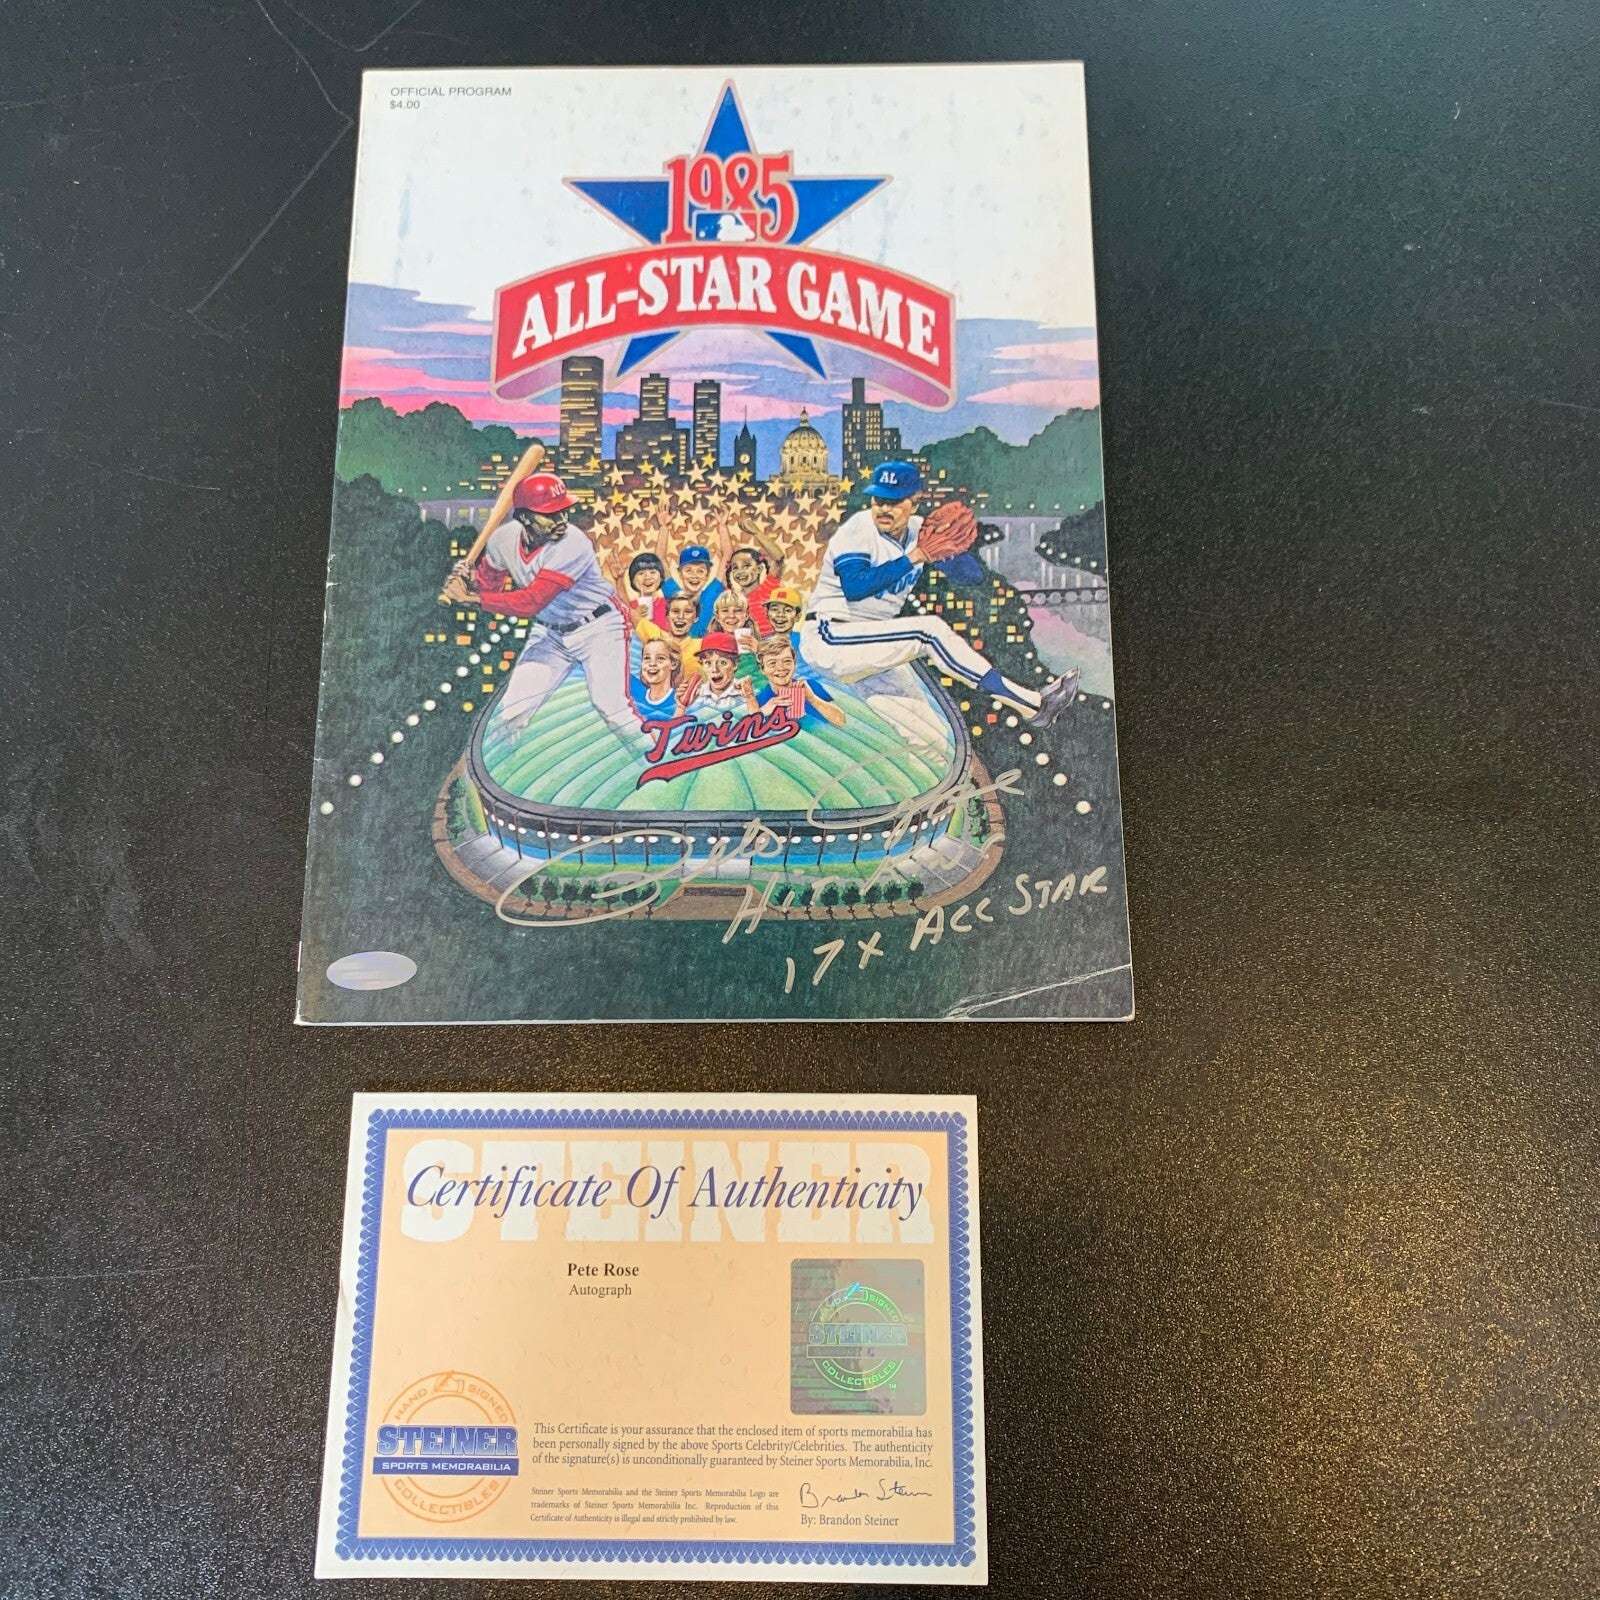 OFFICIAL PROGRAM
$4.00
1985
ALL-STAR GAME
NL
AL
Twins
Pete Rose
Hit King
17X ALL STAR
STEINER
Certificate Of Authenticity
Pete Rose
Autograph
HAND SIGNED
STEINER
COLLECTIBLES
TM
HAND SIGNED
STEINER
SPORTS MEMORABILIA
COLLECTIBLES
This Certificate is your assurance that the enclosed item of sports memorabilia has
been personally signed by the above Sports Celebrity/Celebrities. The authenticity
of the signature(s) is unconditionally guaranteed by Steiner Sports Memorabilia, Inc.
Steiner Sports Memorabilia and the Steiner Sports Memorabilia Logo are
trademarks of Steiner Sports Memorabilia Inc. Reproduction of this
Certificate of Authenticity is illegal and strictly prohibited by law.
Brandon Steiner
By: Brandon Steiner